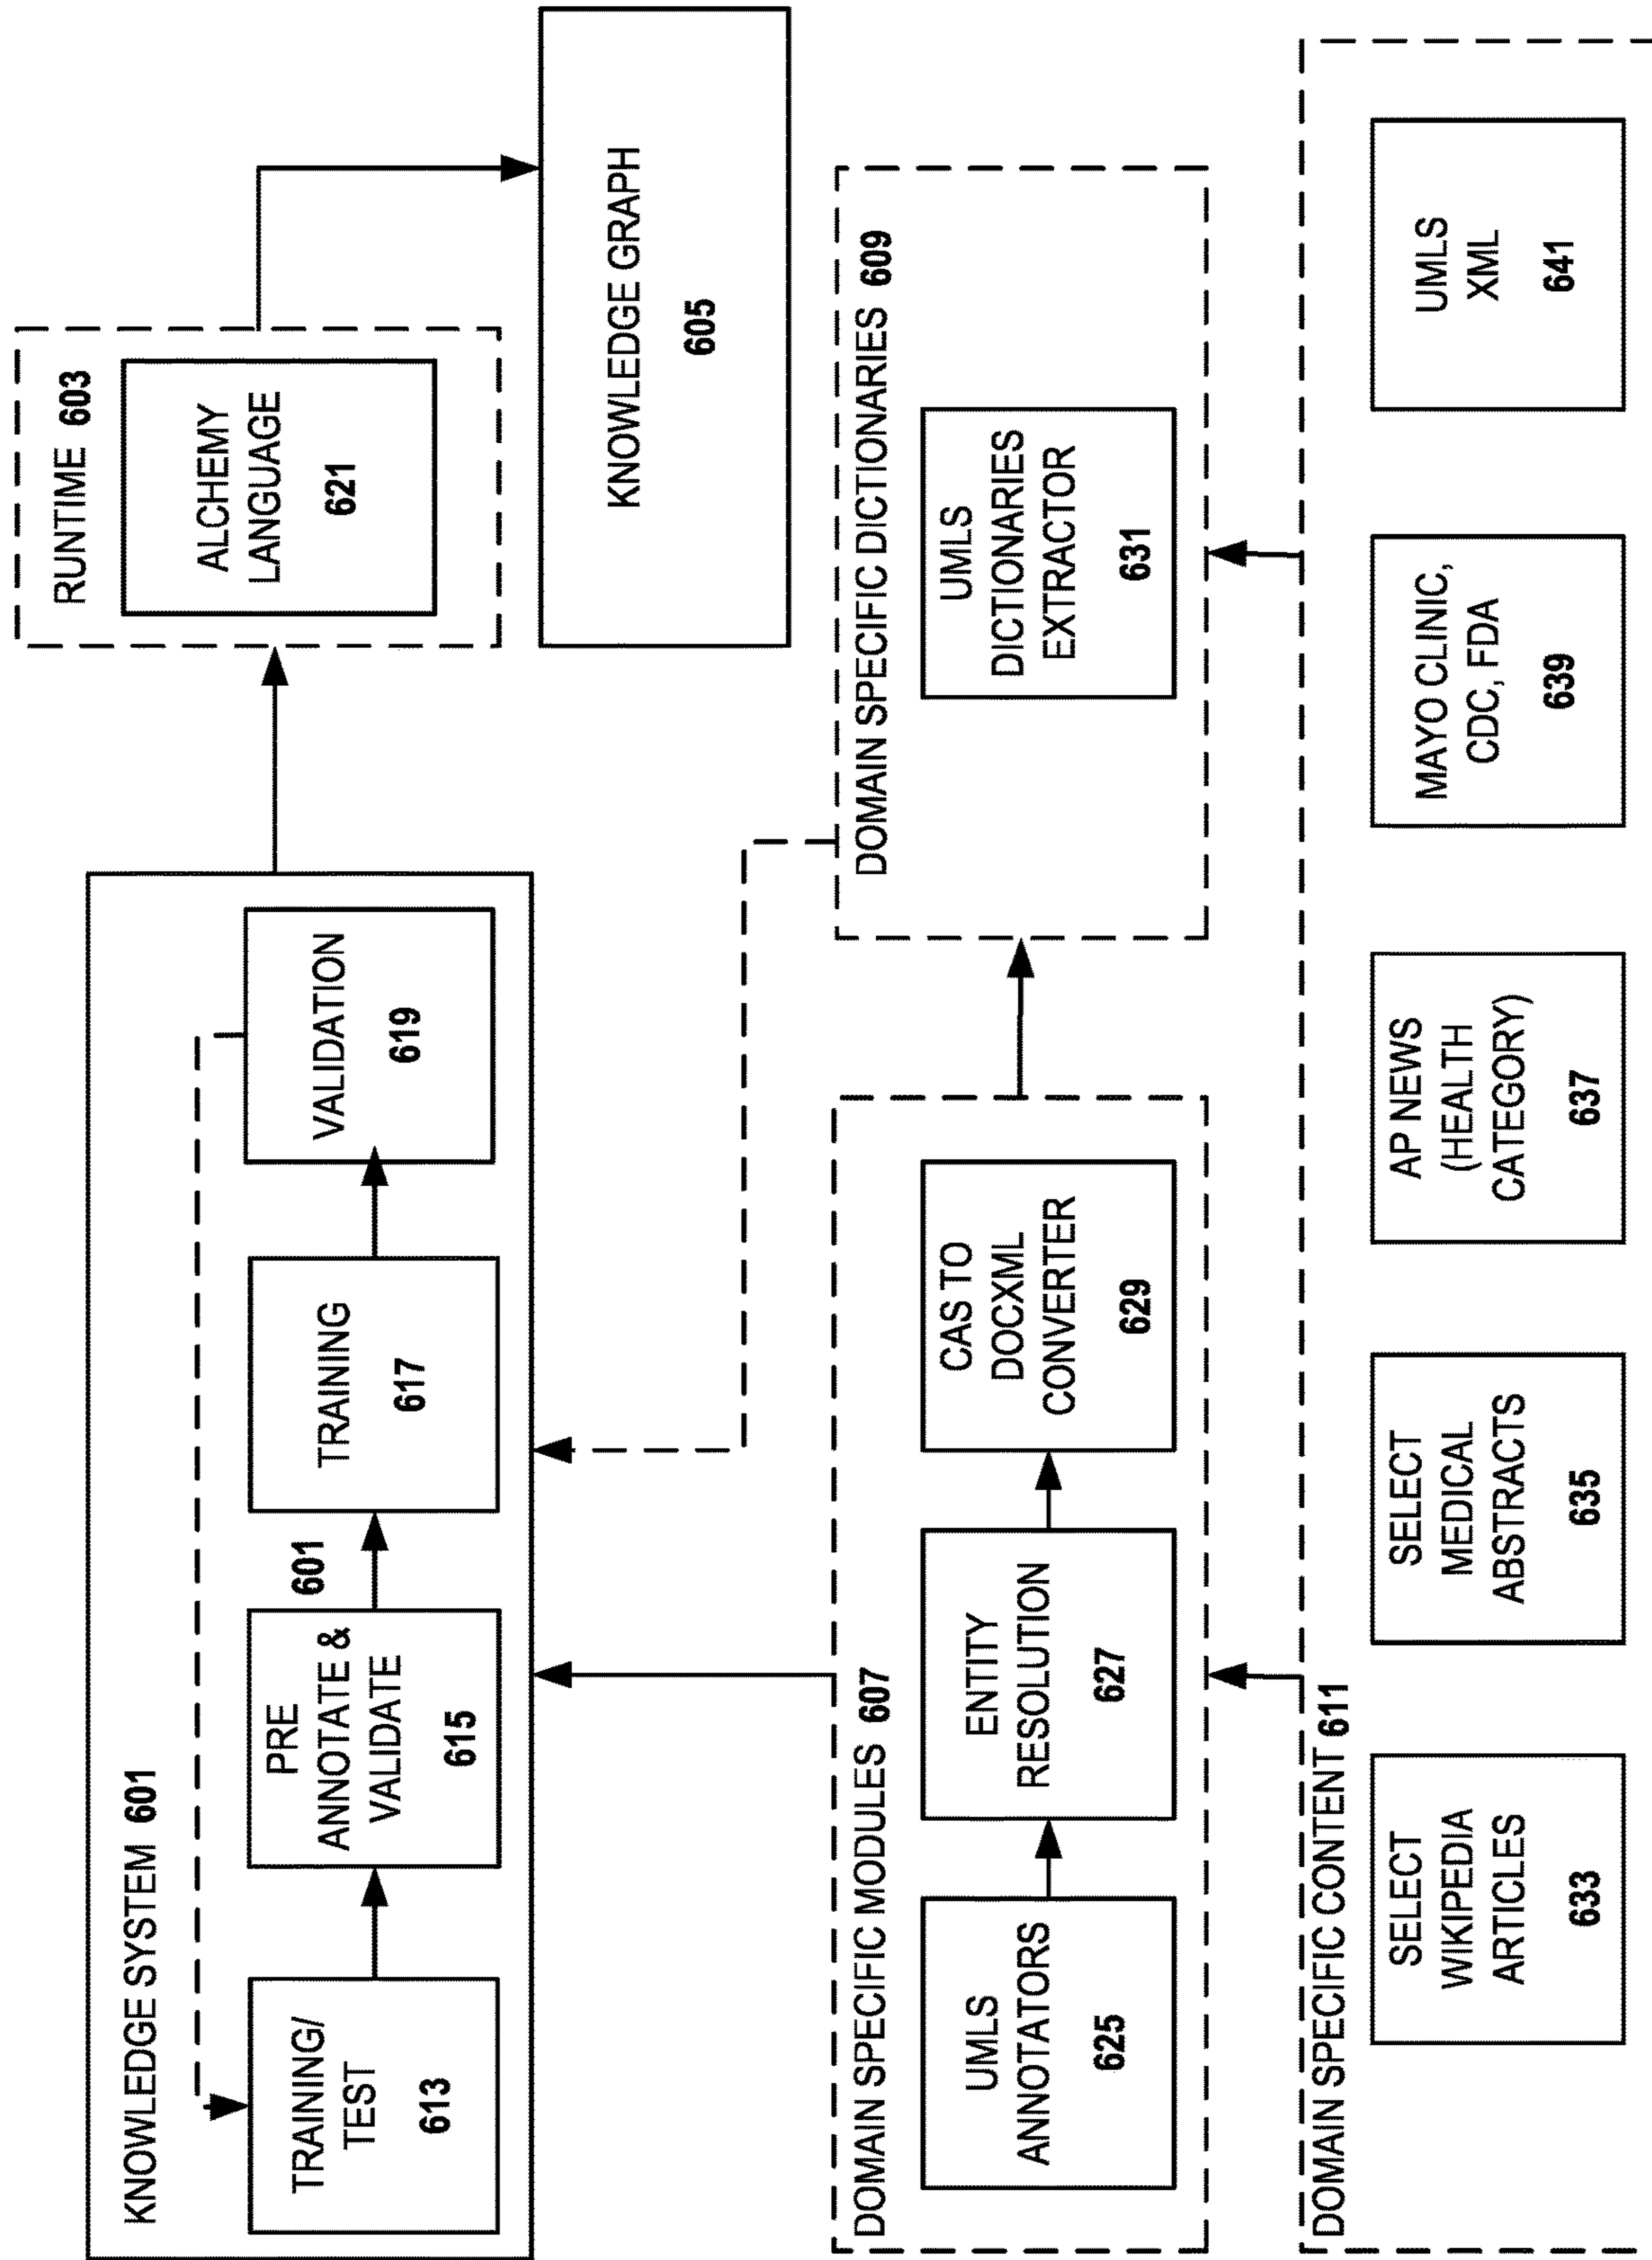 KNOWLEDGE SYSTEM 601
TRAINING/
TEST
613
PRE
ANNOTATE &
VALIDATE
615
601
TRAINING
617
VALIDATION
619
RUNTIME 603
ALCHEMY
LANGUAGE
621
KNOWLEDGE GRAPH
605
DOMAIN SPECIFIC MODULES 607
UMLS
ANNOTATORS
625
ENTITY
RESOLUTION
627
CAS TO
DOCXML
CONVERTER
629
DOMAIN SPECIFIC DICTIONARIES 609
UMLS
DICTIONARIES
EXTRACTOR
631
DOMAIN SPECIFIC CONTENT 611
SELECT
WIKIPEDIA
ARTICLES
633
SELECT
MEDICAL
ABSTRACTS
635
AP NEWS
(HEALTH
CATEGORY)
637
MAYO CLINIC,
CDC, FDA
639
UMLS
XML
641